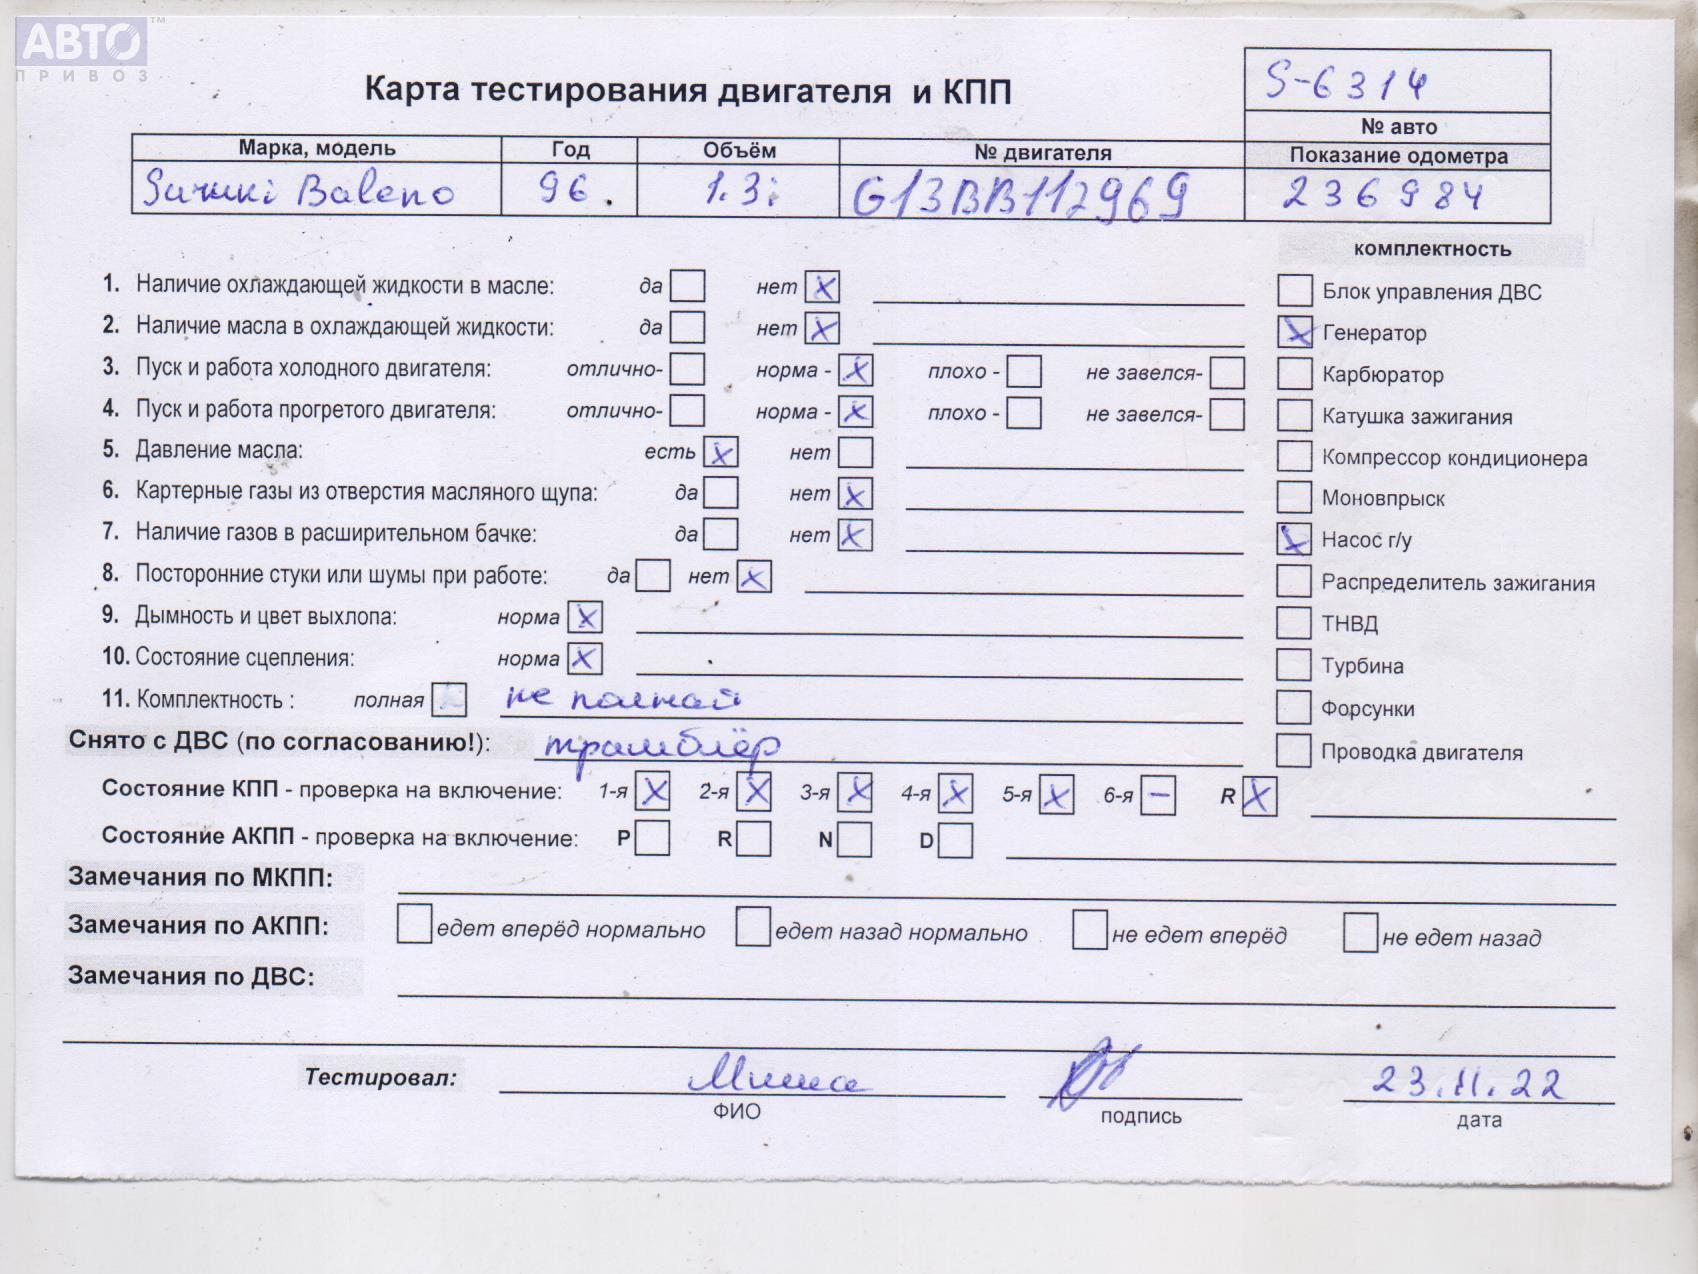 АВТО™
ПРИВОЗ
Карта тестирования двигателя и КПП
S-6314
№ авто
Марка, модель Год Объём № двигателя Показание одометра
Suzuki Baleno 96. 1.3i G13BB112969 236984
комплектность
1. Наличие охлаждающей жидкости в масле: да нет X
Блок управления ДВС
2. Наличие масла в охлаждающей жидкости: да нет X
X Генератор
3. Пуск и работа холодного двигателя: отлично- норма - X плохо - не завелся-
Карбюратор
4. Пуск и работа прогретого двигателя: отлично- норма - X плохо - не завелся-
Катушка зажигания
5. Давление масла: есть X нет
Компрессор кондиционера
6. Картерные газы из отверстия масляного щупа: да нет X
Моновпрыск
7. Наличие газов в расширительном бачке: да нет X
X Насос г/у
8. Посторонние стуки или шумы при работе: да нет X
Распределитель зажигания
9. Дымность и цвет выхлопа: норма X
ТНВД
10. Состояние сцепления: норма X
Турбина
11. Комплектность : полная не полная
Форсунки
Снято с ДВС (по согласованию!): трамблёр
Проводка двигателя
Состояние КПП - проверка на включение: 1-я X 2-я X 3-я X 4-я X 5-я X 6-я – R X
Состояние АКПП - проверка на включение: P R N D
Замечания по МКПП:
Замечания по АКПП: едет вперёд нормально едет назад нормально не едет вперёд не едет назад
Замечания по ДВС:
Тестировал: Миша 23.11.22
ФИО подпись дата